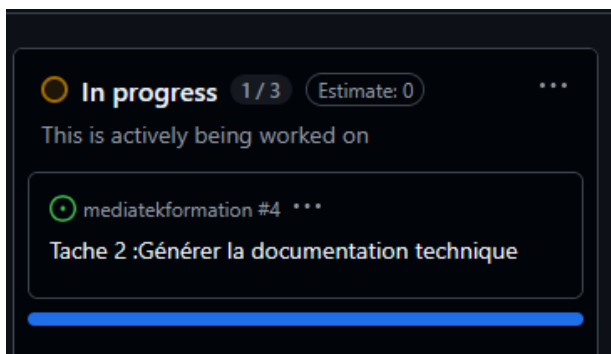 In progress 1 / 3 Estimate: 0 ...
This is actively being worked on
mediatekformation #4 ...
Tache 2 :Générer la documentation technique